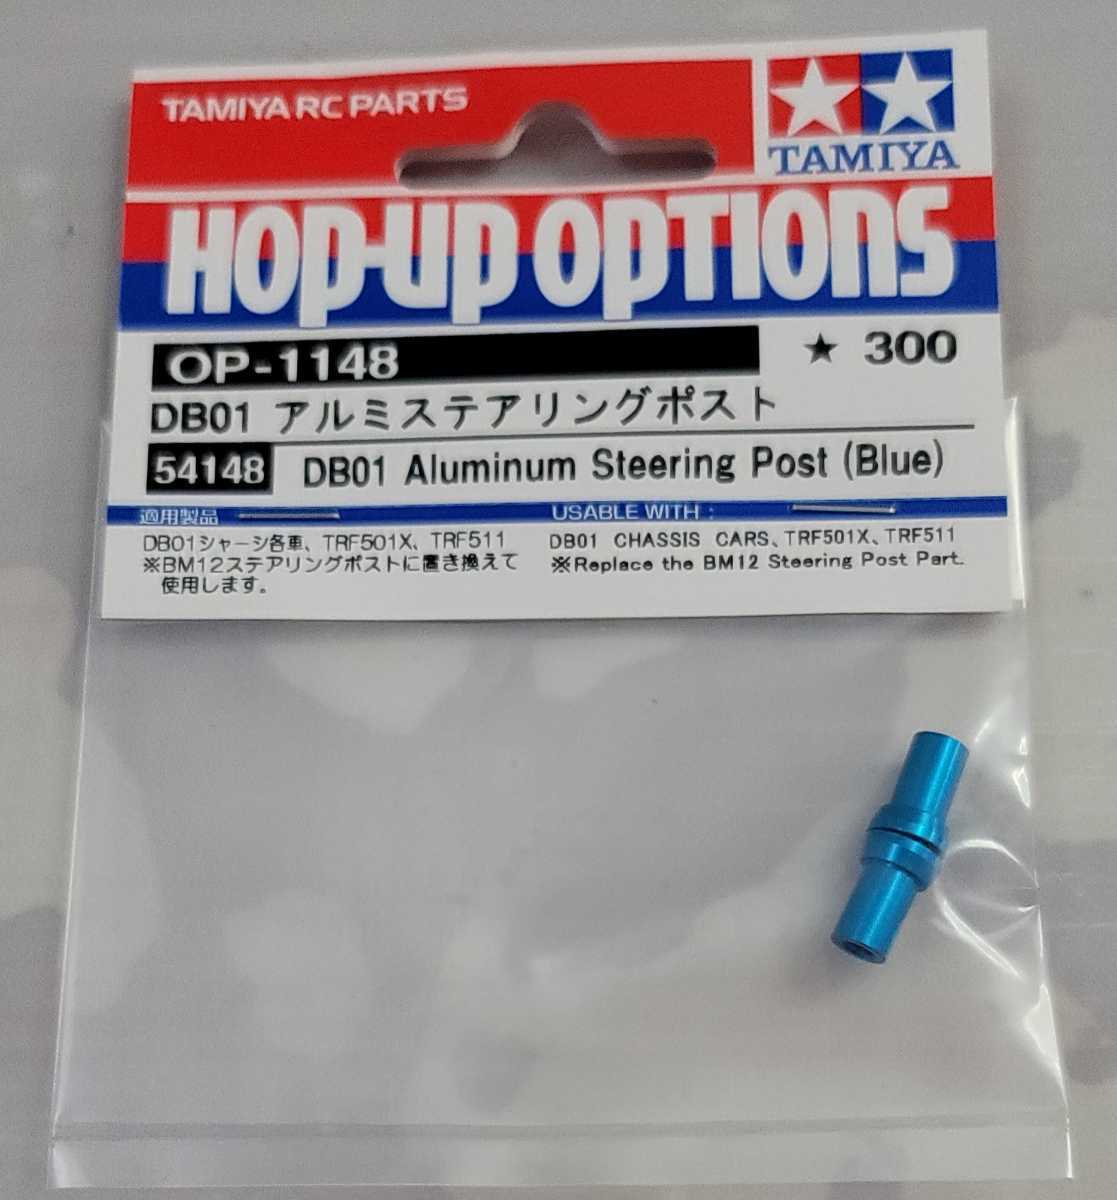 TAMIYA RC PARTS
TAMIYA
HOP-UP OPTIONS
OP-1148
★ 300
DB01 アルミステアリングポスト
54148 DB01 Aluminum Steering Post (Blue)
適用製品
DB01シャーシ各車、TRF501X、TRF511
※BM12ステアリングポストに置き換えて
使用します。
USABLE WITH :
DB01 CHASSIS CARS、TRF501X、TRF511
※Replace the BM12 Steering Post Part.